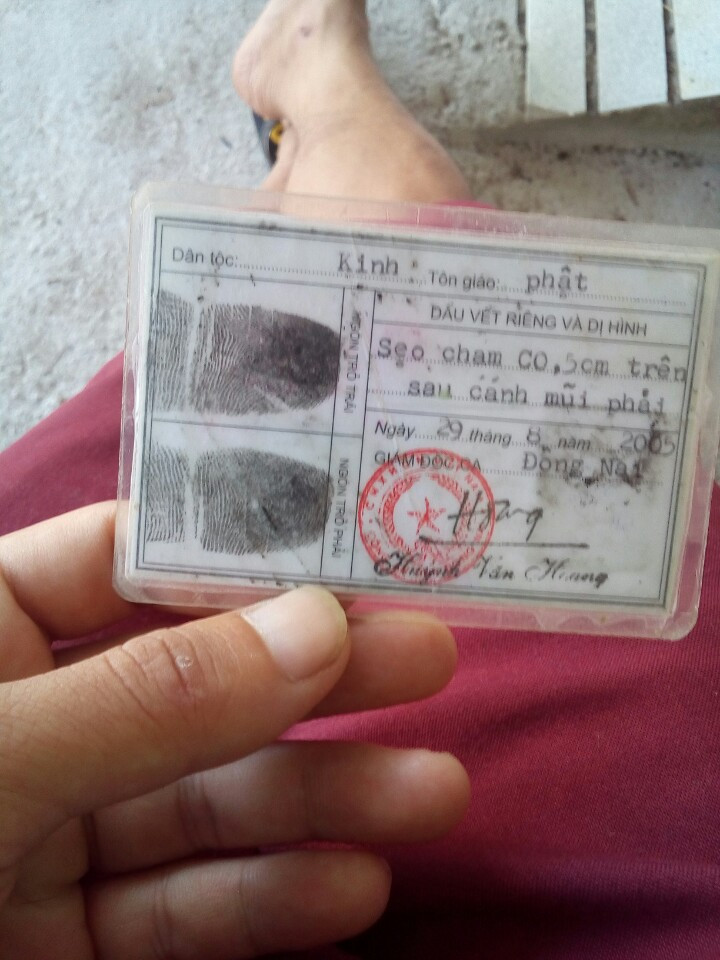 Dân tộc: Kinh Tôn giáo: phật
NGÓN TRỎ TRÁI
NGÓN TRỎ PHẢI
DẤU VẾT RIÊNG VÀ DỊ HÌNH
Sẹo chấm C0,5cm trên
sau cánh mũi phải
Ngày 29 tháng 8 năm 2005
GIÁM ĐỐC CA Đồng Nai
Huỳnh Văn Hoàng